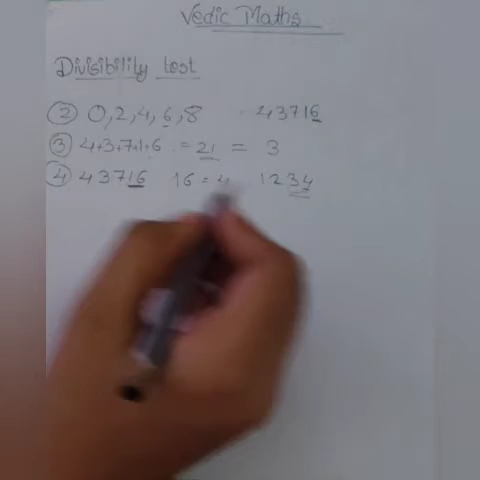 Vedic Maths
Divisibility test
② 0,2,4,6,8 43716
③ 4+3+7+1+6 = 21 = 3
④ 43716 16 = 4 1234